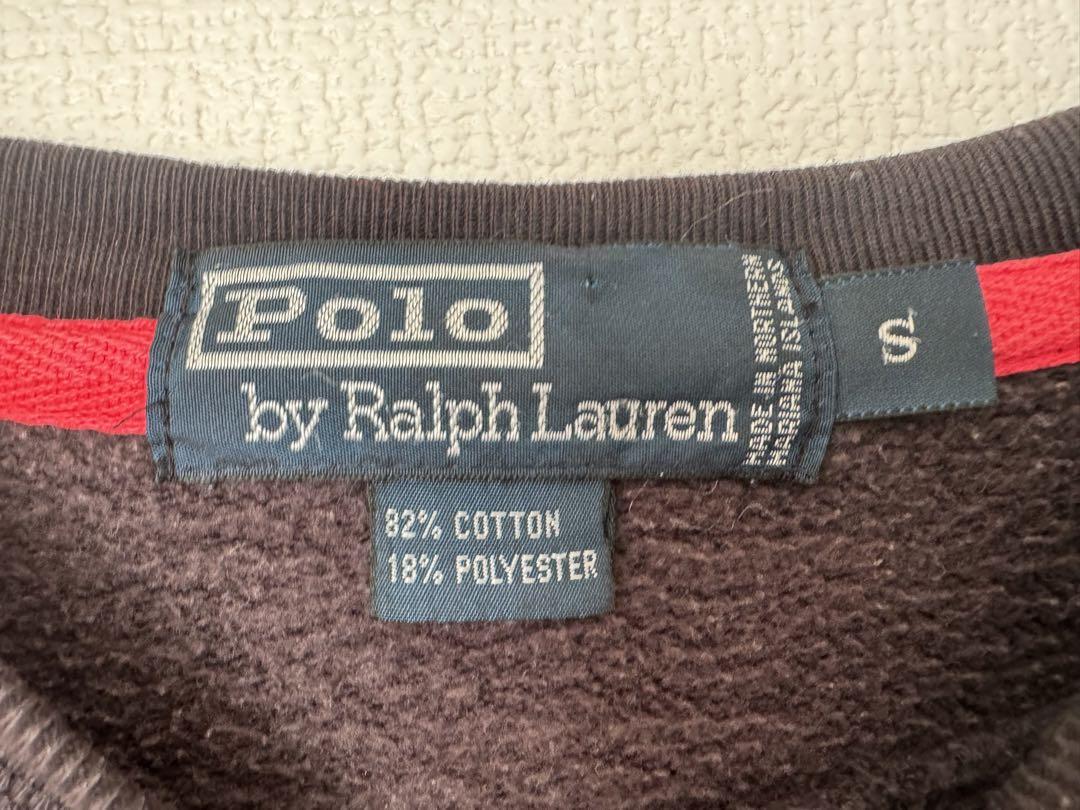 Polo
by Ralph Lauren
MADE IN NORTHERN
MARIANA ISLANDS
S
82% COTTON
18% POLYESTER